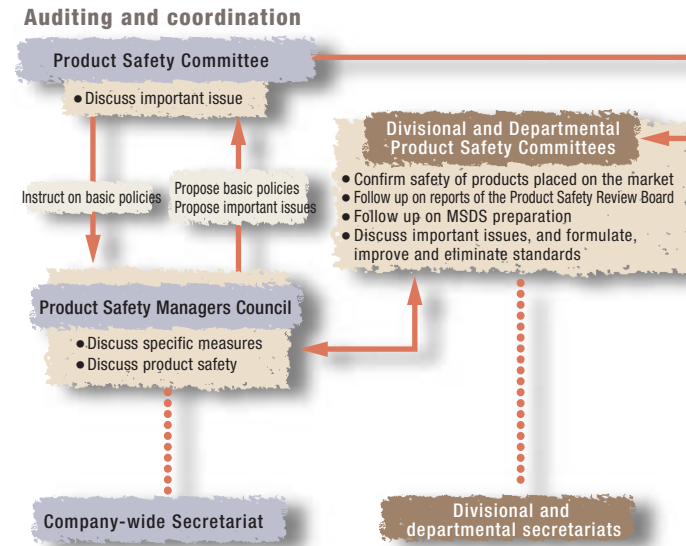 Auditing and coordination
Product Safety Committee
● Discuss important issue
Instruct on basic policies
Propose basic policies
Propose important issues
Product Safety Managers Council
● Discuss specific measures
● Discuss product safety
Company-wide Secretariat
Divisional and Departmental
Product Safety Committees
● Confirm safety of products placed on the market
● Follow up on reports of the Product Safety Review Board
● Follow up on MSDS preparation
● Discuss important issues, and formulate,
improve and eliminate standards
Divisional and
departmental secretariats